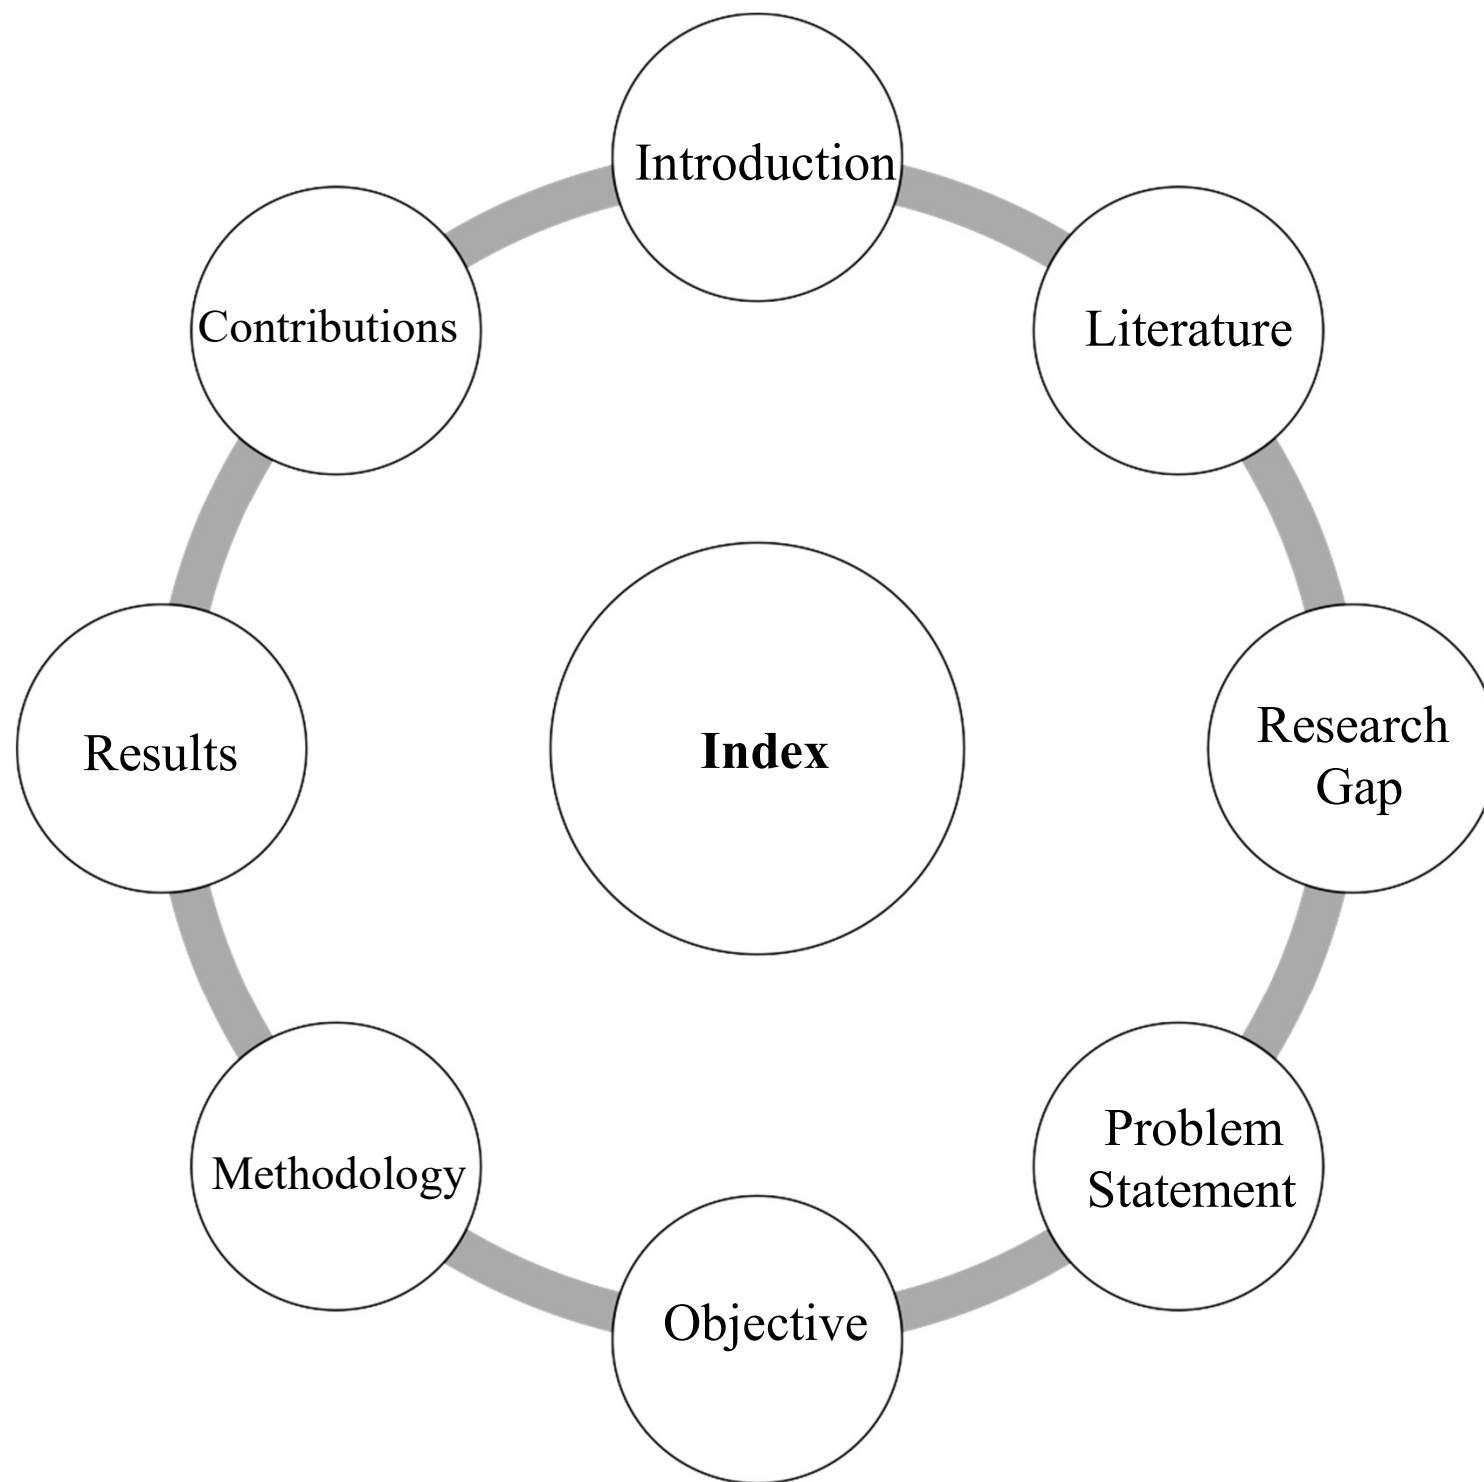 Introduction
Literature
Research
Gap
Problem
Statement
Objective
Methodology
Results
Contributions
Index